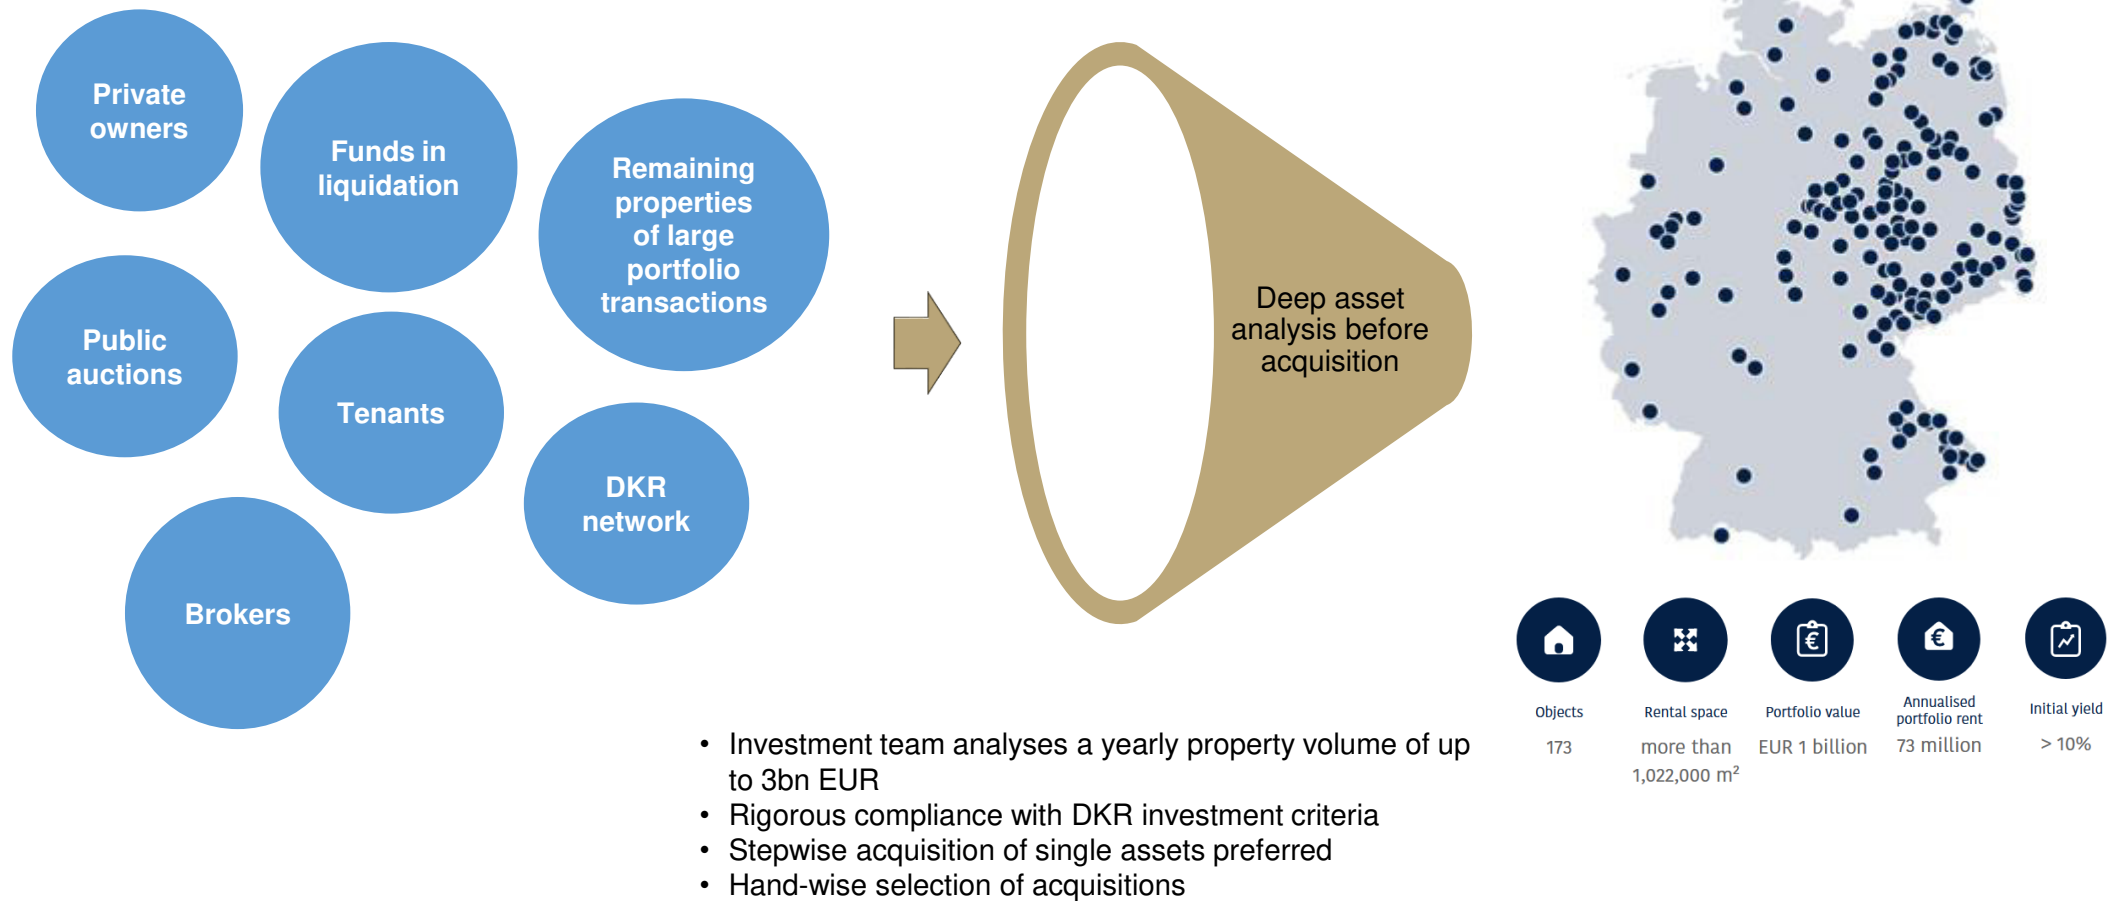 Private
owners
Funds in
liquidation
Remaining
properties
of large
portfolio
transactions
Public
auctions
Tenants
DKR
network
Brokers
Deep asset
analysis before
acquisition
• Investment team analyses a yearly property volume of up
to 3bn EUR
• Rigorous compliance with DKR investment criteria
• Stepwise acquisition of single assets preferred
• Hand-wise selection of acquisitions
€
€
Objects
173
Rental space
more than
1,022,000 m²
Portfolio value
EUR 1 billion
Annualised
portfolio rent
73 million
Initial yield
> 10%